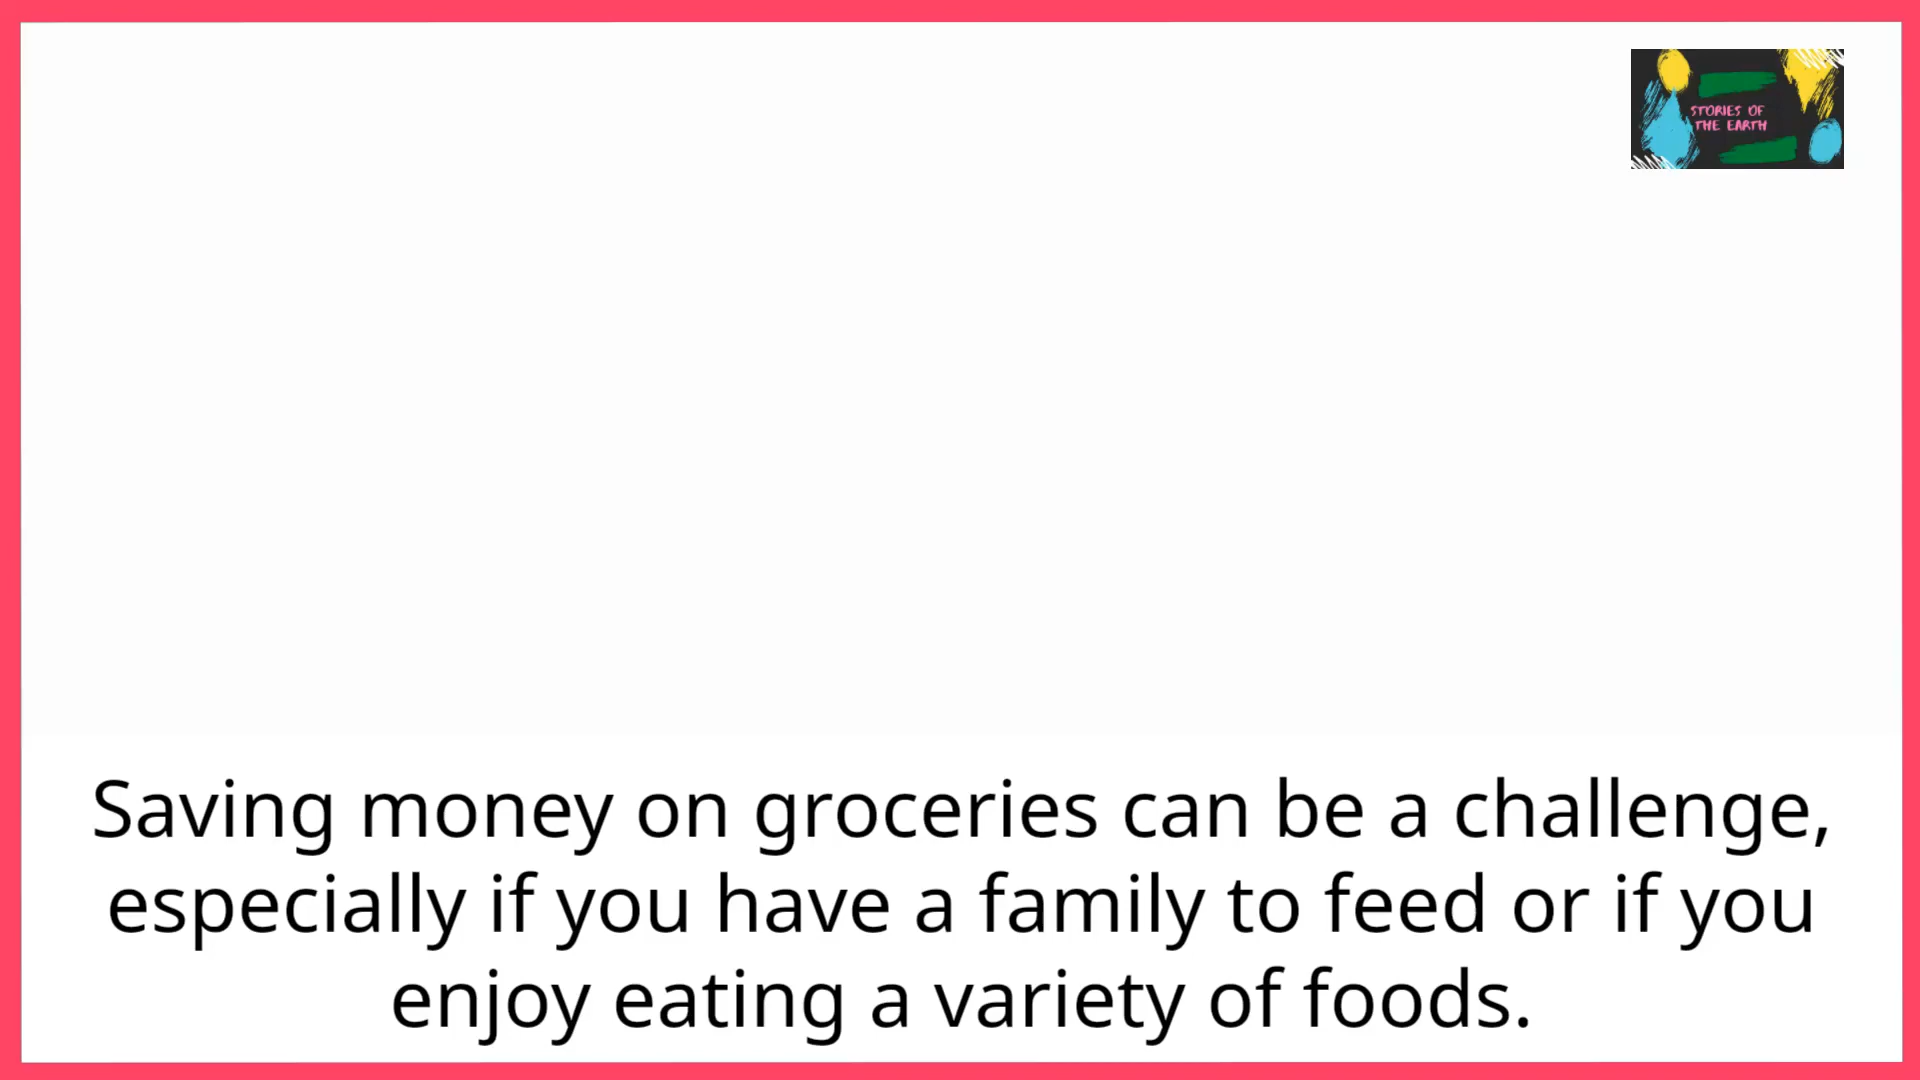 STORIES OF
THE EARTH
Saving money on groceries can be a challenge,
especially if you have a family to feed or if you
enjoy eating a variety of foods.